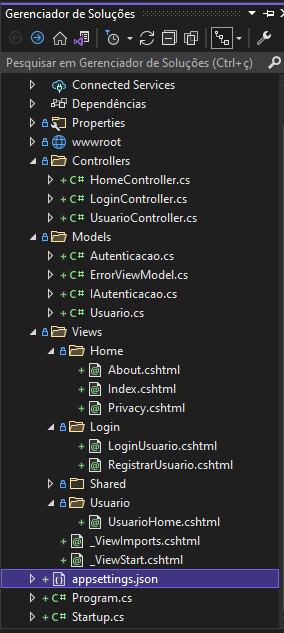 Gerenciador de Soluções
Pesquisar em Gerenciador de Soluções (Ctrl+ç)
Connected Services
Dependências
Properties
wwwroot
Controllers
C# HomeController.cs
C# LoginController.cs
C# UsuarioController.cs
Models
C# Autenticacao.cs
C# ErrorViewModel.cs
C# IAutenticacao.cs
C# Usuario.cs
Views
Home
About.cshtml
Index.cshtml
Privacy.cshtml
Login
LoginUsuario.cshtml
RegistrarUsuario.cshtml
Shared
Usuario
UsuarioHome.cshtml
_ViewImports.cshtml
_ViewStart.cshtml
appsettings.json
C# Program.cs
C# Startup.cs